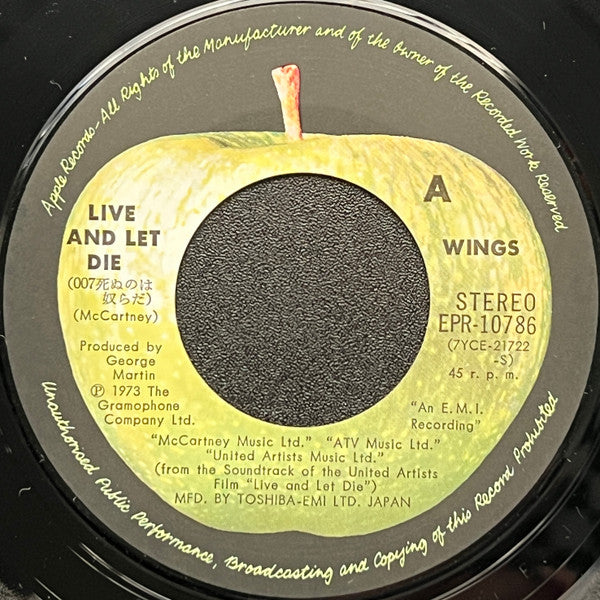 Apple Records-All Rights of the Manufacturer and of the Owner of the Recorded Work Reserved
A
LIVE
AND LET
DIE
(007死ぬのは
奴らだ)
(McCartney)
Produced by
George
Martin
Ⓟ 1973 The
Gramophone
Company Ltd.
WINGS
STEREO
EPR-10786
(7YCE-21722
-S)
45 r. p. m.
"An E.M.I.
Recording"
"McCartney Music Ltd." "ATV Music Ltd."
"United Artists Music Ltd."
(from the Soundtrack of the United Artists
Film "Live and Let Die")
MFD. BY TOSHIBA-EMI LTD. JAPAN
Unauthorised Public Performance, Broadcasting and Copying of this Record Prohibited